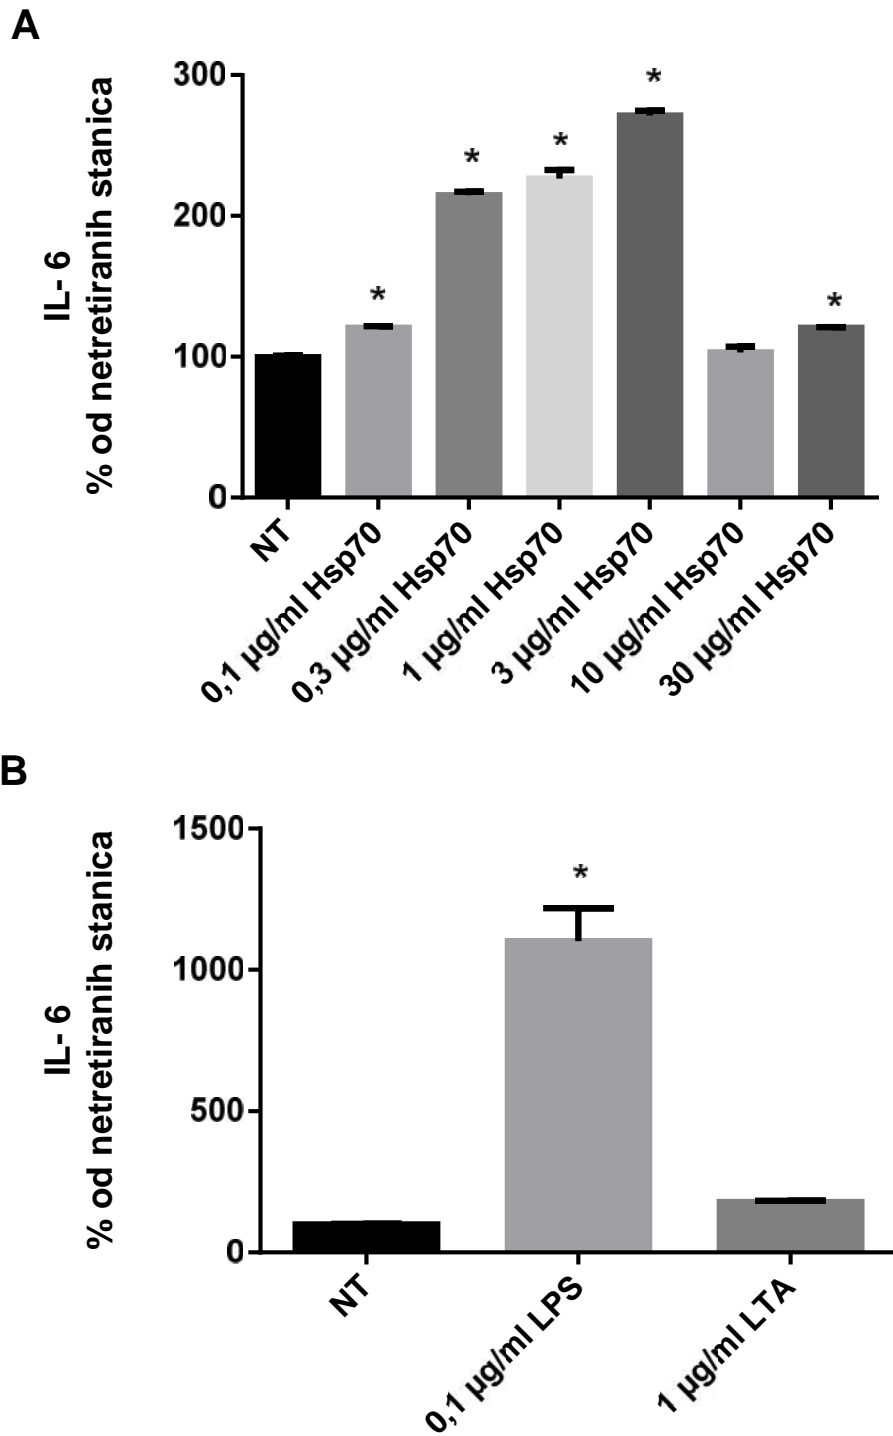 A
IL- 6
% od netretiranih stanica
300
200
100
0
*
*
*
*
*
NT
0,1 µg/ml Hsp70
0,3 µg/ml Hsp70
1 µg/ml Hsp70
3 µg/ml Hsp70
10 µg/ml Hsp70
30 µg/ml Hsp70
B
IL- 6
% od netretiranih stanica
1500
1000
500
0
*
NT
0,1 µg/ml LPS
1 µg/ml LTA